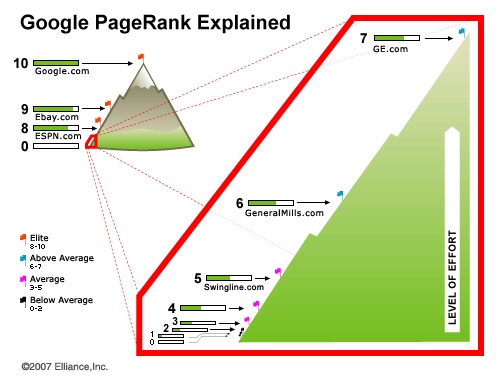 Google PageRank Explained
10
Google.com
9
Ebay.com
8
ESPN.com
0
7
GE.com
6
GeneralMills.com
5
Swingline.com
4
3
2
1
0
LEVEL OF EFFORT
Elite
8-10
Above Average
6-7
Average
3-5
Below Average
0-2
©2007 Elliance,Inc.